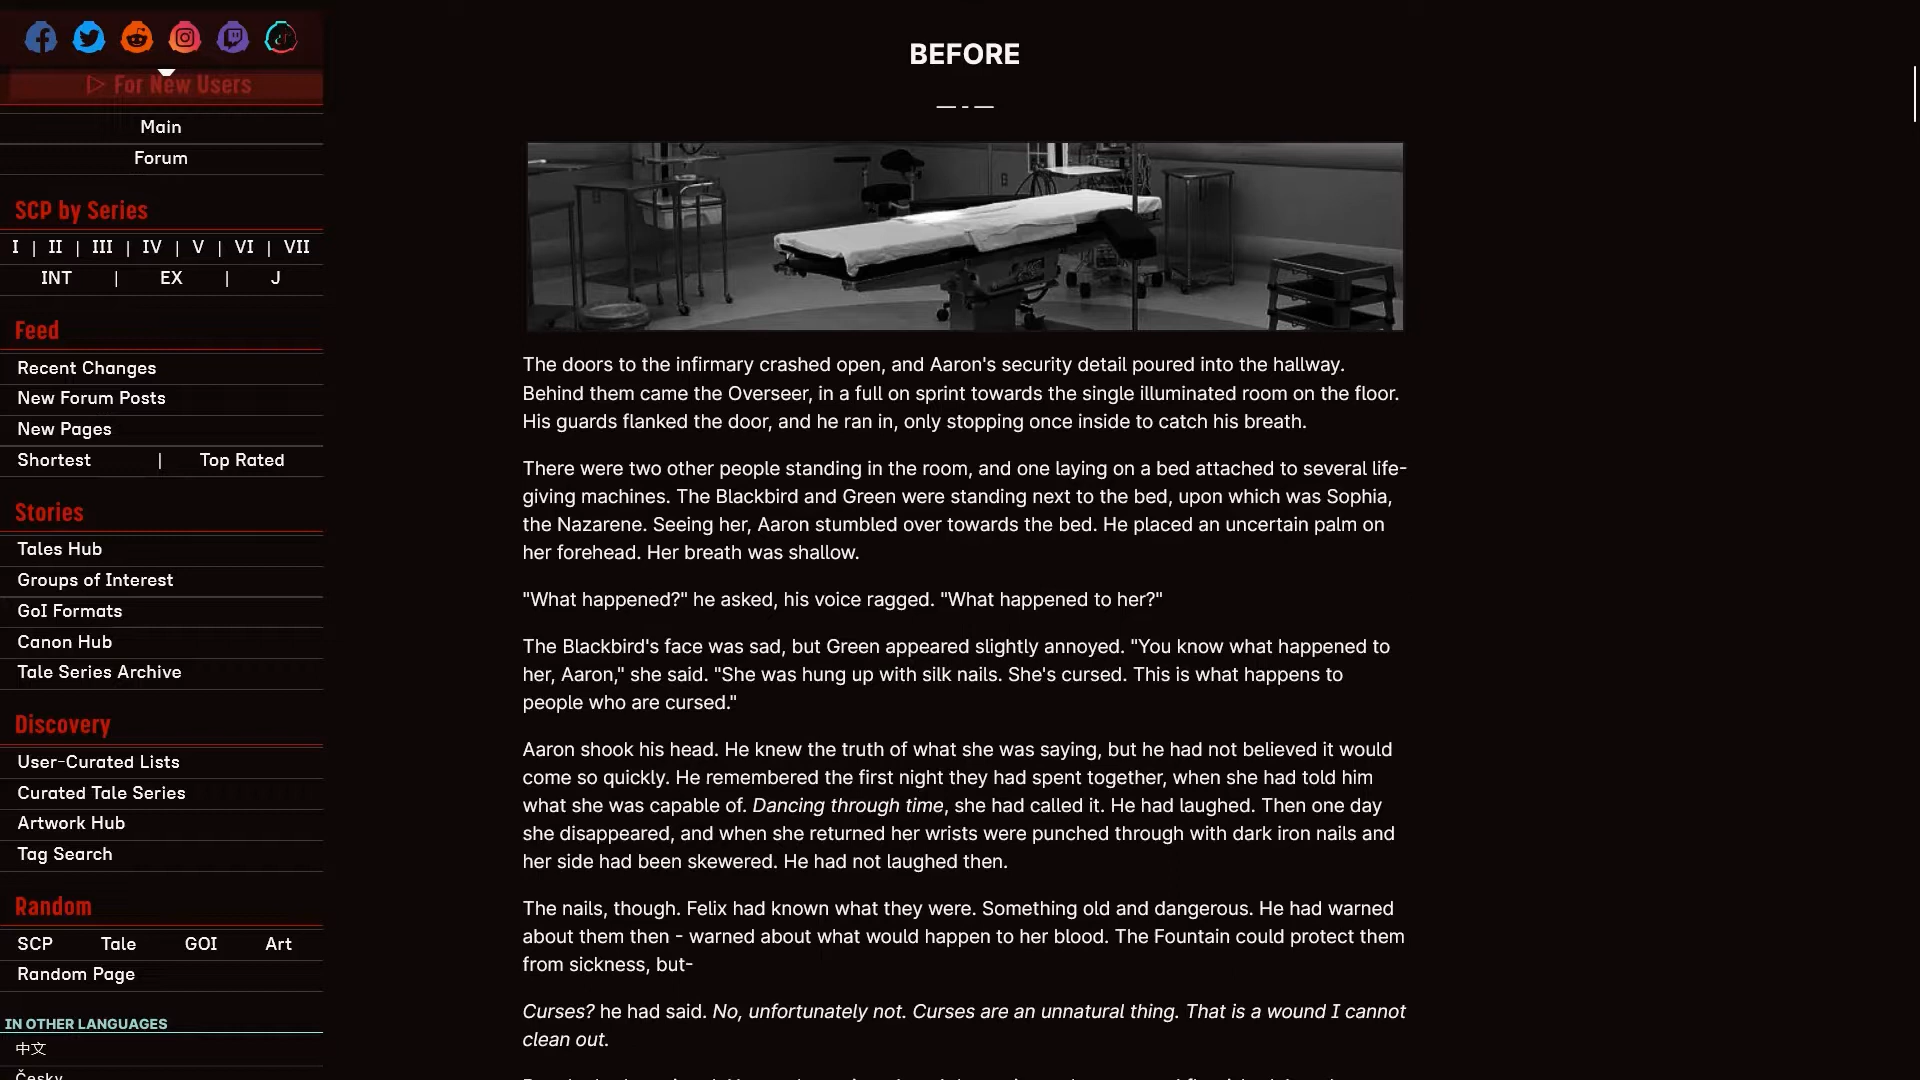 ▷ For New Users
Main
Forum
SCP by Series
I | II | III | IV | V | VI | VII
INT | EX | J
Feed
Recent Changes
New Forum Posts
New Pages
Shortest | Top Rated
Stories
Tales Hub
Groups of Interest
GoI Formats
Canon Hub
Tale Series Archive
Discovery
User-Curated Lists
Curated Tale Series
Artwork Hub
Tag Search
Random
SCP Tale GOI Art
Random Page
IN OTHER LANGUAGES
中文
Česky
BEFORE
— - —
The doors to the infirmary crashed open, and Aaron's security detail poured into the hallway.
Behind them came the Overseer, in a full on sprint towards the single illuminated room on the floor.
His guards flanked the door, and he ran in, only stopping once inside to catch his breath.
There were two other people standing in the room, and one laying on a bed attached to several life-
giving machines. The Blackbird and Green were standing next to the bed, upon which was Sophia,
the Nazarene. Seeing her, Aaron stumbled over towards the bed. He placed an uncertain palm on
her forehead. Her breath was shallow.
"What happened?" he asked, his voice ragged. "What happened to her?"
The Blackbird's face was sad, but Green appeared slightly annoyed. "You know what happened to
her, Aaron," she said. "She was hung up with silk nails. She's cursed. This is what happens to
people who are cursed."
Aaron shook his head. He knew the truth of what she was saying, but he had not believed it would
come so quickly. He remembered the first night they had spent together, when she had told him
what she was capable of. Dancing through time, she had called it. He had laughed. Then one day
she disappeared, and when she returned her wrists were punched through with dark iron nails and
her side had been skewered. He had not laughed then.
The nails, though. Felix had known what they were. Something old and dangerous. He had warned
about them then - warned about what would happen to her blood. The Fountain could protect them
from sickness, but-
Curses? he had said. No, unfortunately not. Curses are an unnatural thing. That is a wound I cannot
clean out.